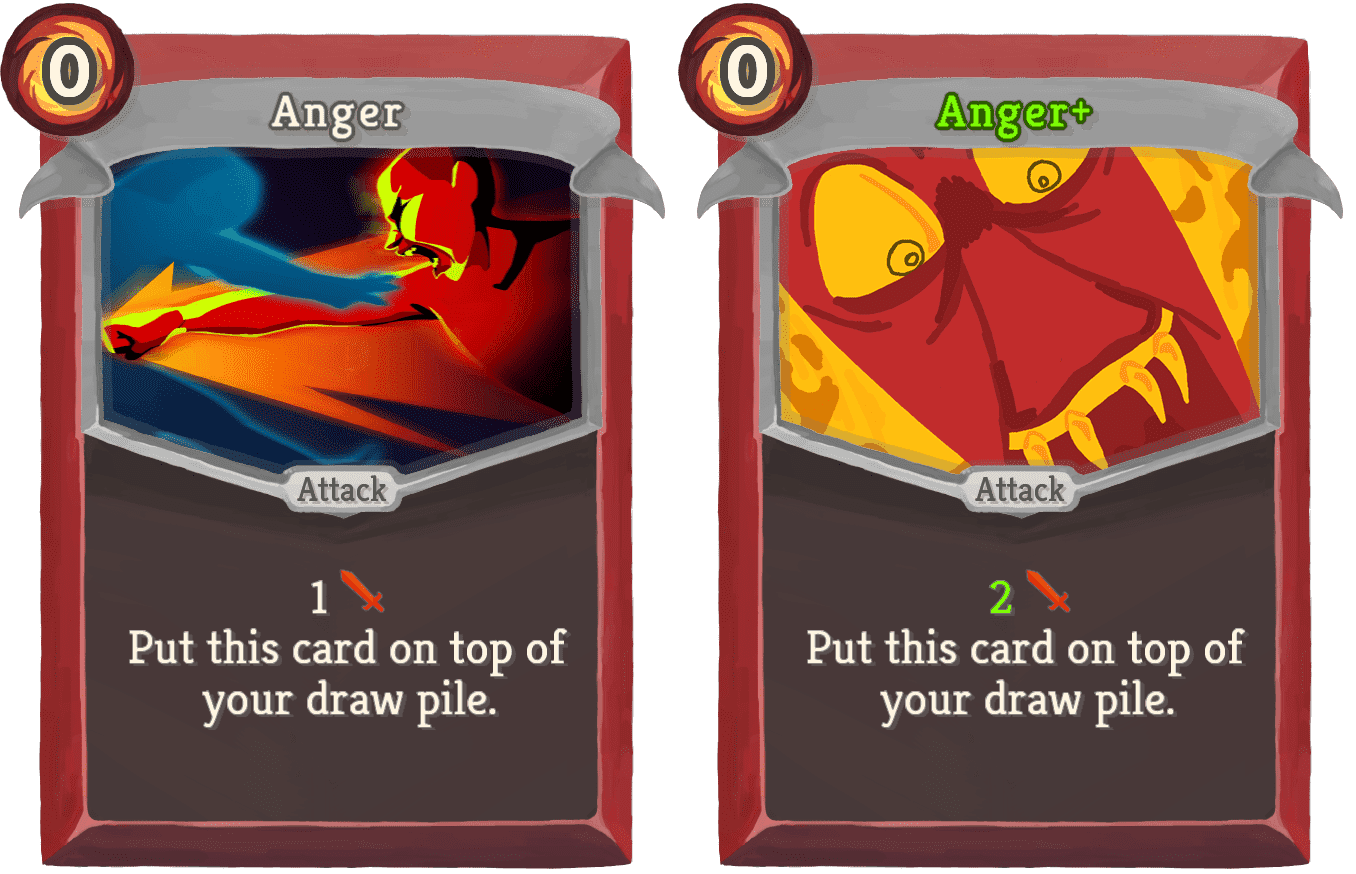 0
Anger
Attack
1
Put this card on top of
your draw pile.
0
Anger+
Attack
2
Put this card on top of
your draw pile.